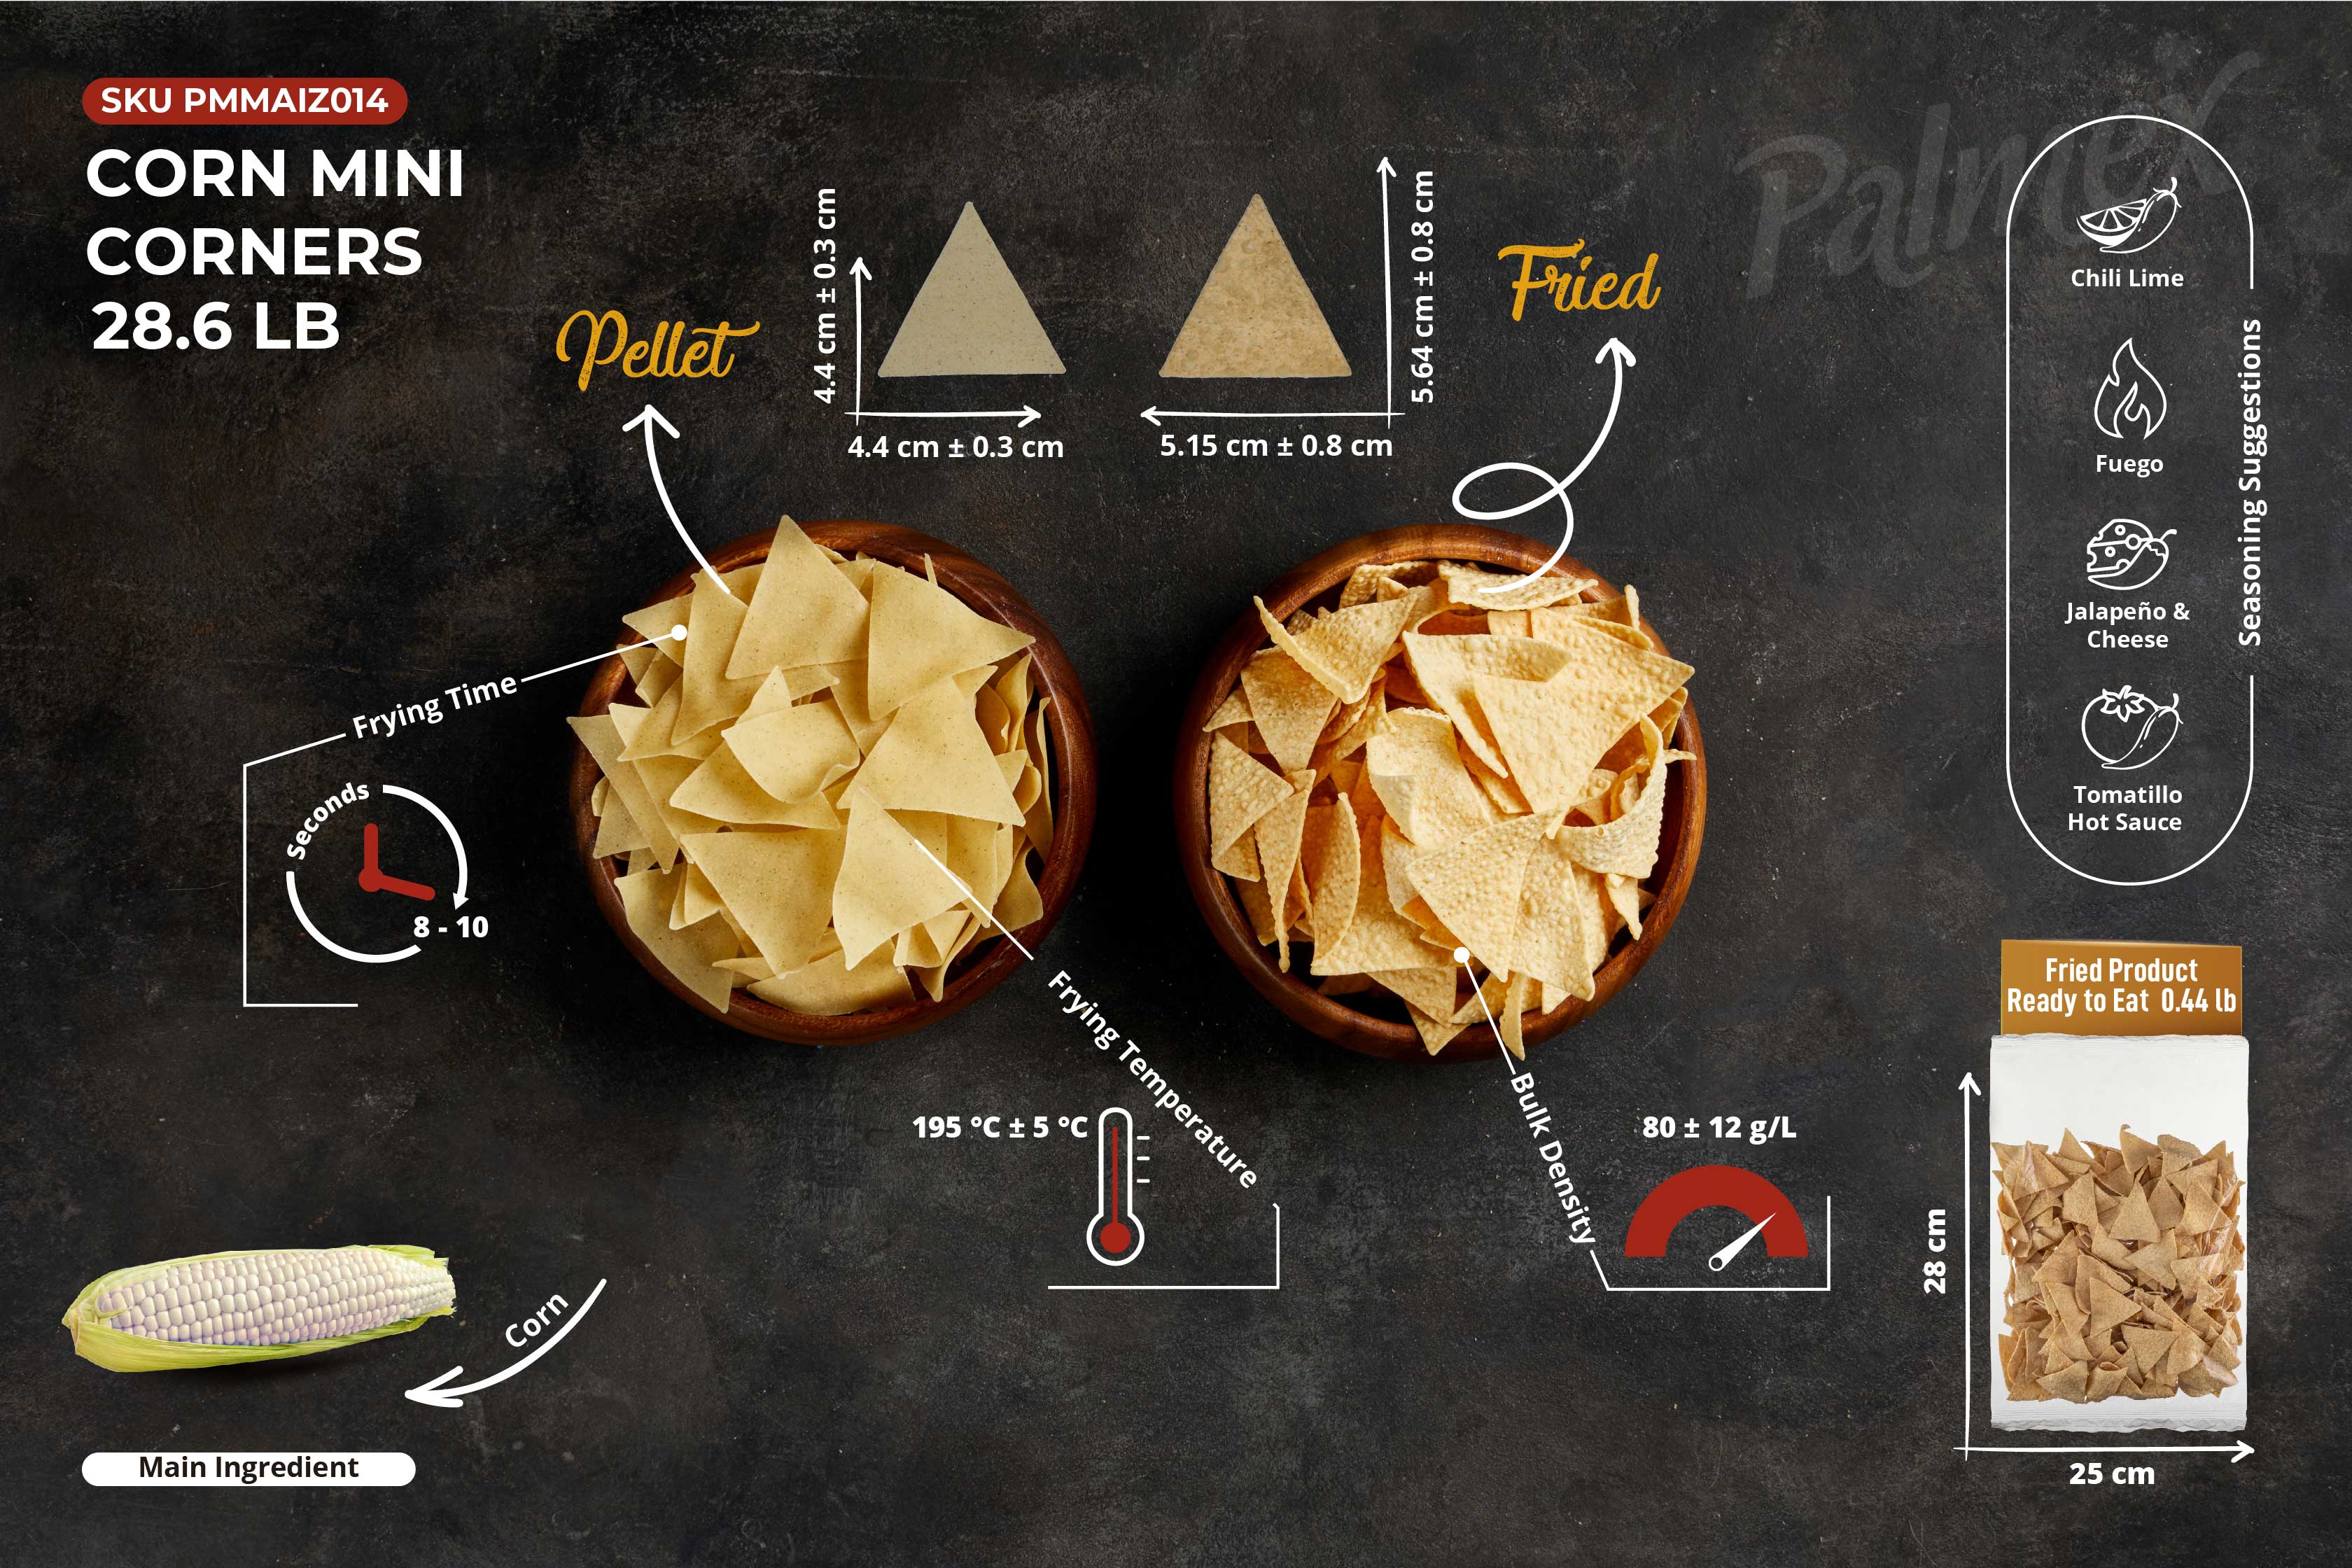 SKU PMMAIZ014
CORN MINI
CORNERS
28.6 LB
Palmex
Pellet
4.4 cm ± 0.3 cm
4.4 cm ± 0.3 cm
5.15 cm ± 0.8 cm
5.64 cm ± 0.8 cm
Fried
Chili Lime
Fuego
Jalapeño &
Cheese
Tomatillo
Hot Sauce
Seasoning Suggestions
Frying Time
Seconds
8 - 10
Frying Temperature
195 °C ± 5 °C
Bulk Density
80 ± 12 g/L
Fried Product
Ready to Eat 0.44 lb
28 cm
25 cm
Corn
Main Ingredient